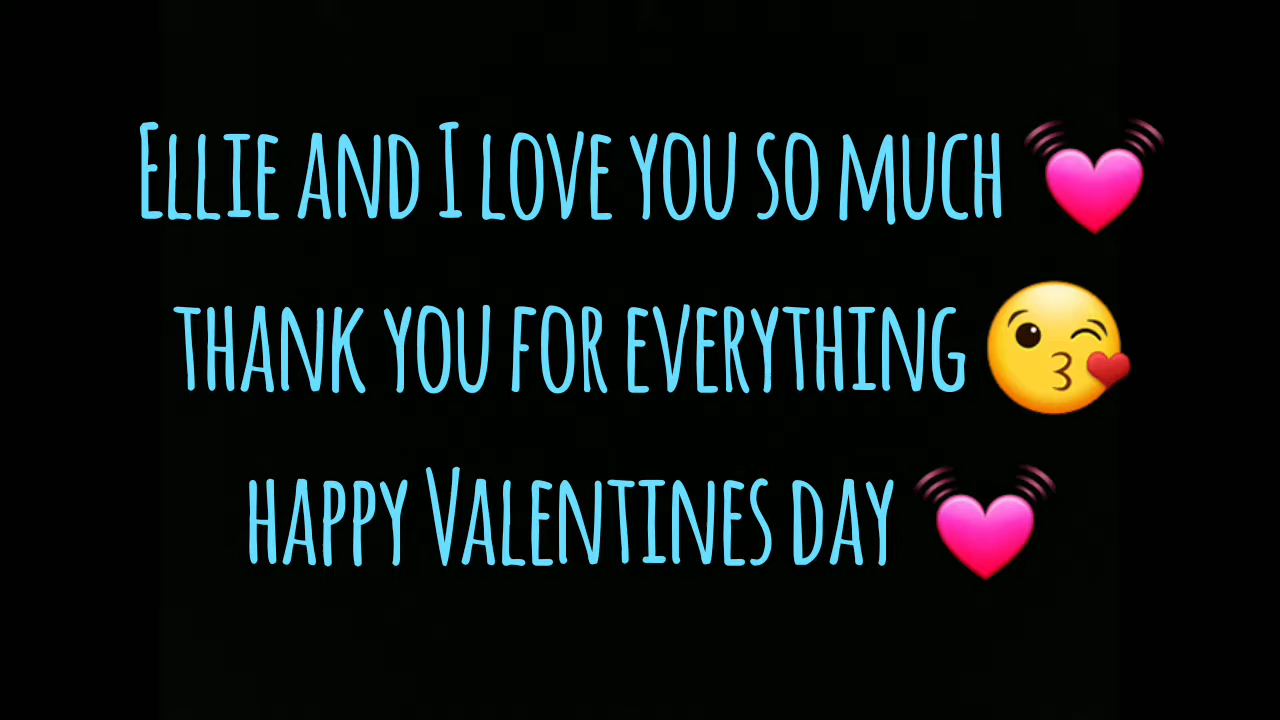 Ellie and I love you so much 💓
thank you for everything 😘
happy Valentines day 💓